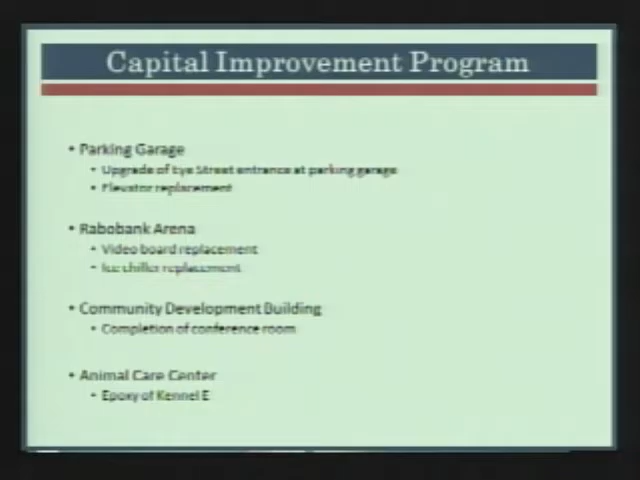 Capital Improvement Program
• Parking Garage
• Upgrade of Eye Street entrance at parking garage
• Elevator replacement
• Rabobank Arena
• Video board replacement
• Ice chiller replacement
• Community Development Building
• Completion of conference room
• Animal Care Center
• Epoxy of Kennel E